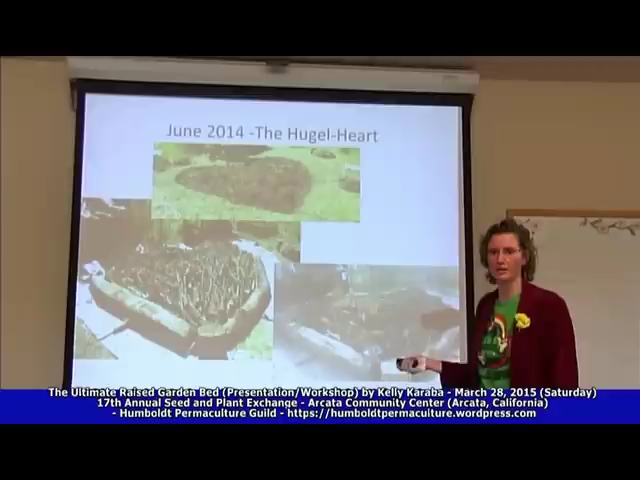 June 2014 -The Hugel-Heart
The Ultimate Raised Garden Bed (Presentation/Workshop) by Kelly Karaba - March 28, 2015 (Saturday)
17th Annual Seed and Plant Exchange - Arcata Community Center (Arcata, California)
- Humboldt Permaculture Guild - https://humboldtpermaculture.wordpress.com